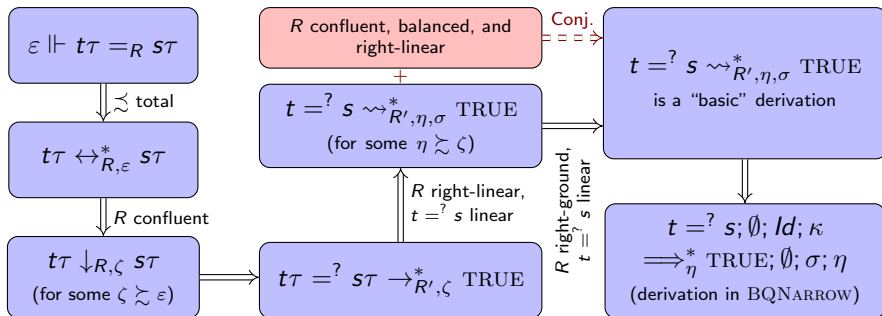 ε ⊩ tτ =_R sτ
≾ total
tτ ↔*_{R,ε} sτ
R confluent
tτ ↓_{R,ζ} sτ
(for some ζ ≿ ε)
tτ =? sτ →*_{R′,ζ} TRUE
R right-linear,
t =? s linear
R confluent, balanced, and
right-linear
+
t =? s ⇝*_{R′,η,σ} TRUE
(for some η ≿ ζ)
Conj.
R right-ground,
t =? s linear
t =? s ⇝*_{R′,η,σ} TRUE
is a “basic” derivation
t =? s; ∅; Id; κ
⟹*_η TRUE; ∅; σ; η
(derivation in BQNARROW)